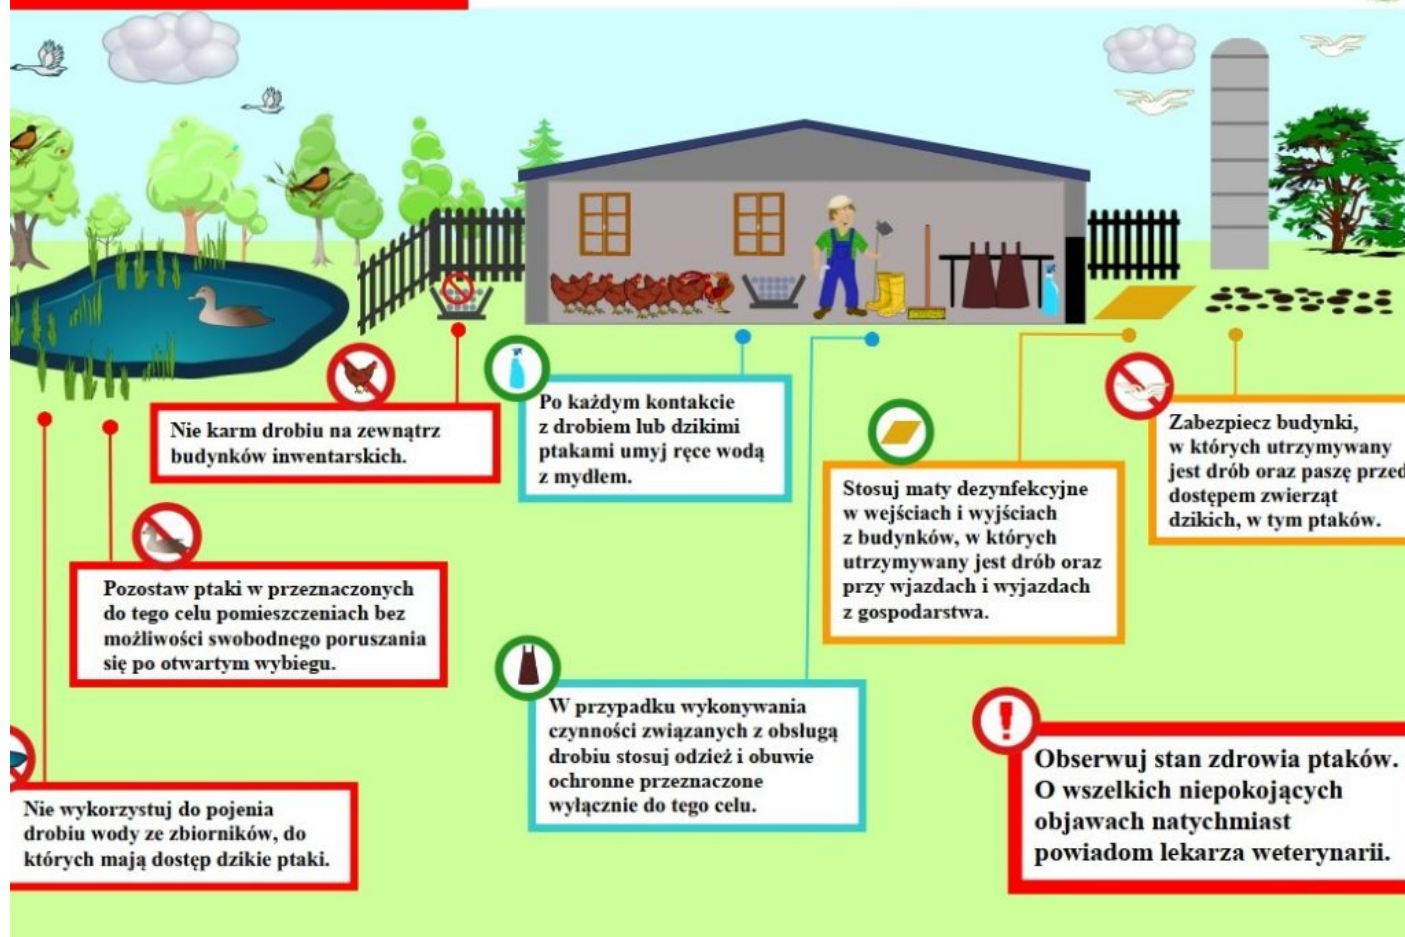 Nie karm drobiu na zewnątrz
budynków inwentarskich.
Po każdym kontakcie
z drobiem lub dzikimi
ptakami umyj ręce wodą
z mydłem.
Stosuj maty dezynfekcyjne
w wejściach i wyjściach
z budynków, w których
utrzymywany jest drób oraz
przy wjazdach i wyjazdach
z gospodarstwa.
Zabezpiecz budynki,
w których utrzymywany
jest drób oraz paszę przed
dostępem zwierząt
dzikich, w tym ptaków.
Pozostaw ptaki w przeznaczonych
do tego celu pomieszczeniach bez
możliwości swobodnego poruszania
się po otwartym wybiegu.
W przypadku wykonywania
czynności związanych z obsługą
drobiu stosuj odzież i obuwie
ochronne przeznaczone
wyłącznie do tego celu.
Nie wykorzystuj do pojenia
drobiu wody ze zbiorników, do
których mają dostęp dzikie ptaki.
Obserwuj stan zdrowia ptaków.
O wszelkich niepokojących
objawach natychmiast
powiadom lekarza weterynarii.